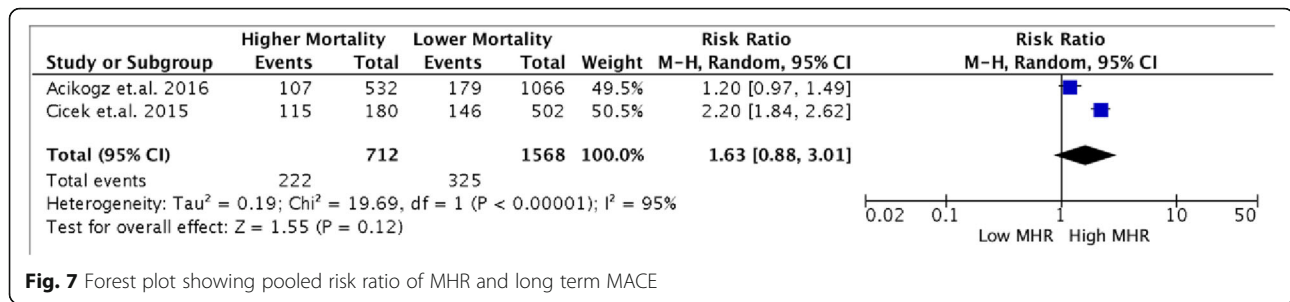 Higher Mortality Lower Mortality Risk Ratio Risk Ratio
Study or Subgroup Events Total Events Total Weight M-H, Random, 95% CI M-H, Random, 95% CI
Acikogz et.al. 2016 107 532 179 1066 49.5% 1.20 [0.97, 1.49]
Cicek et.al. 2015 115 180 146 502 50.5% 2.20 [1.84, 2.62]
Total (95% CI) 712 1568 100.0% 1.63 [0.88, 3.01]
Total events 222 325
Heterogeneity: Tau² = 0.19; Chi² = 19.69, df = 1 (P < 0.00001); I² = 95%
Test for overall effect: Z = 1.55 (P = 0.12)
0.02 0.1 1 10 50
Low MHR High MHR
Fig. 7 Forest plot showing pooled risk ratio of MHR and long term MACE